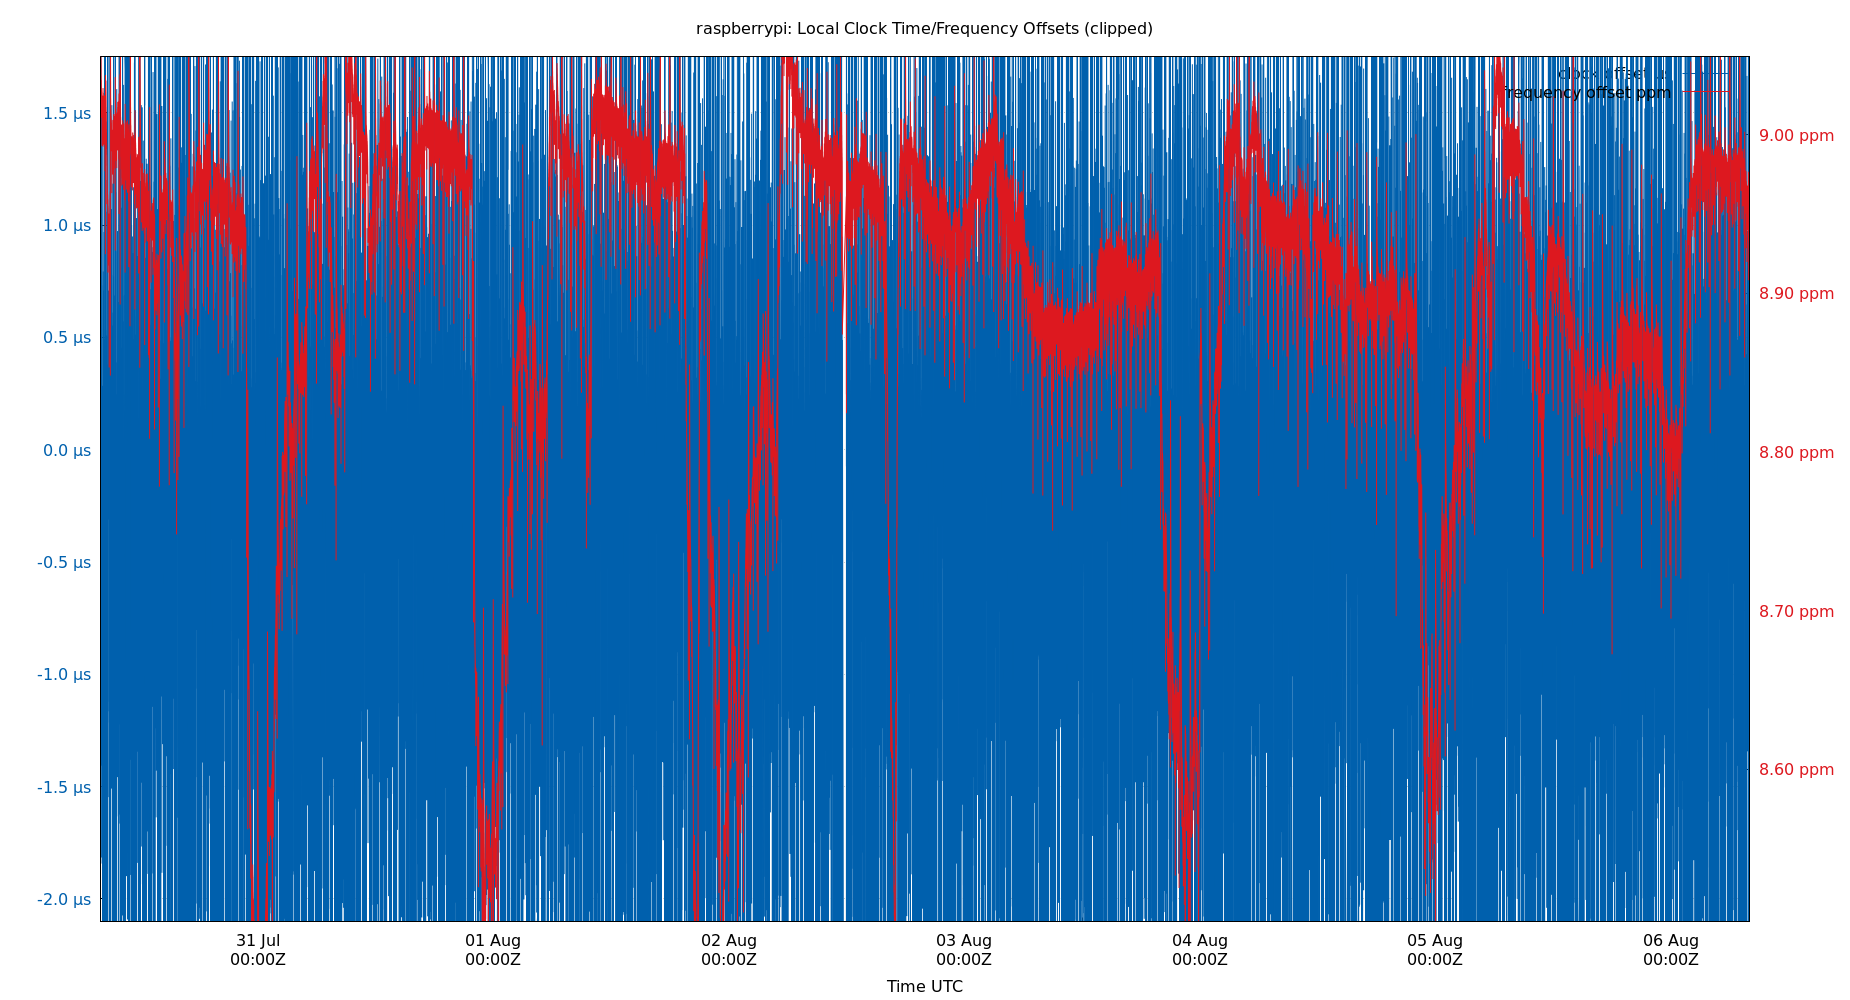 raspberrypi: Local Clock Time/Frequency Offsets (clipped)
clock offset µs
frequency offset ppm
1.5 µs
1.0 µs
0.5 µs
0.0 µs
-0.5 µs
-1.0 µs
-1.5 µs
-2.0 µs
9.00 ppm
8.90 ppm
8.80 ppm
8.70 ppm
8.60 ppm
31 Jul
00:00Z
01 Aug
00:00Z
02 Aug
00:00Z
03 Aug
00:00Z
04 Aug
00:00Z
05 Aug
00:00Z
06 Aug
00:00Z
Time UTC